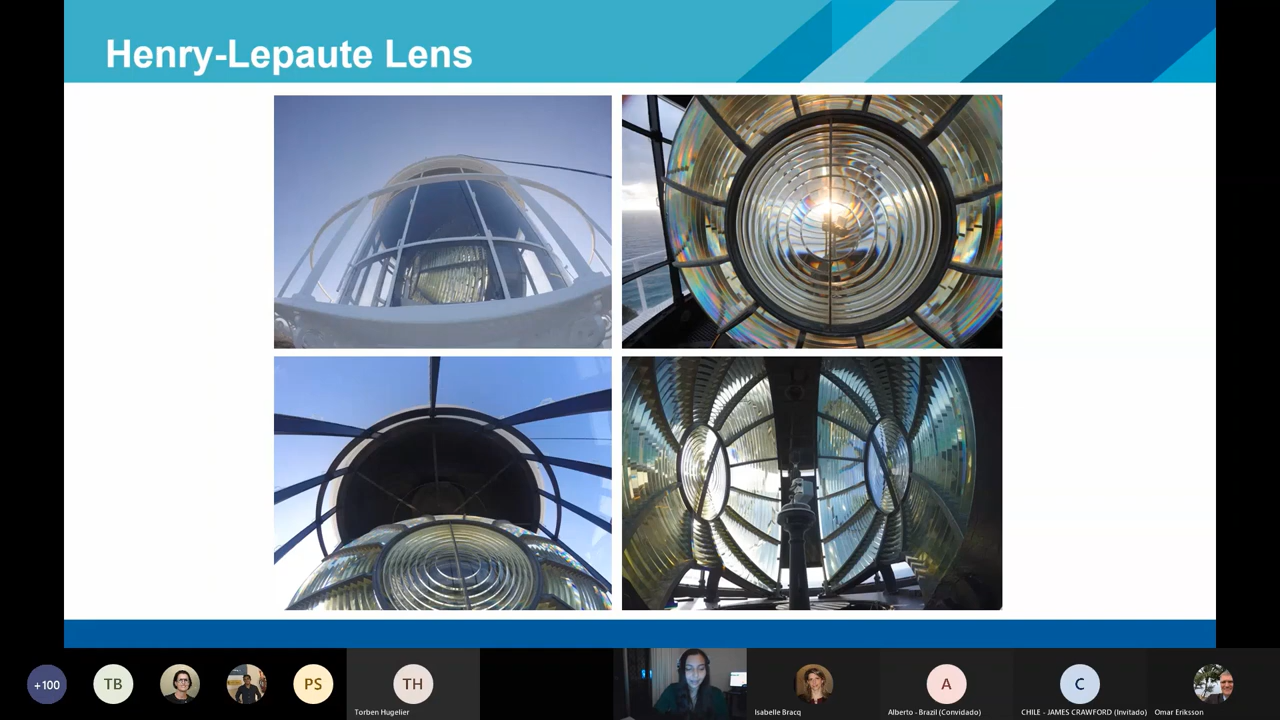 Henry-Lepaute Lens
+100
TB
PS
TH
Torben Hugelier
Isabelle Bracq
A
Alberto - Brazil (Convidado)
C
CHILE - JAMES CRAWFORD (Invitado)
Omar Eriksson